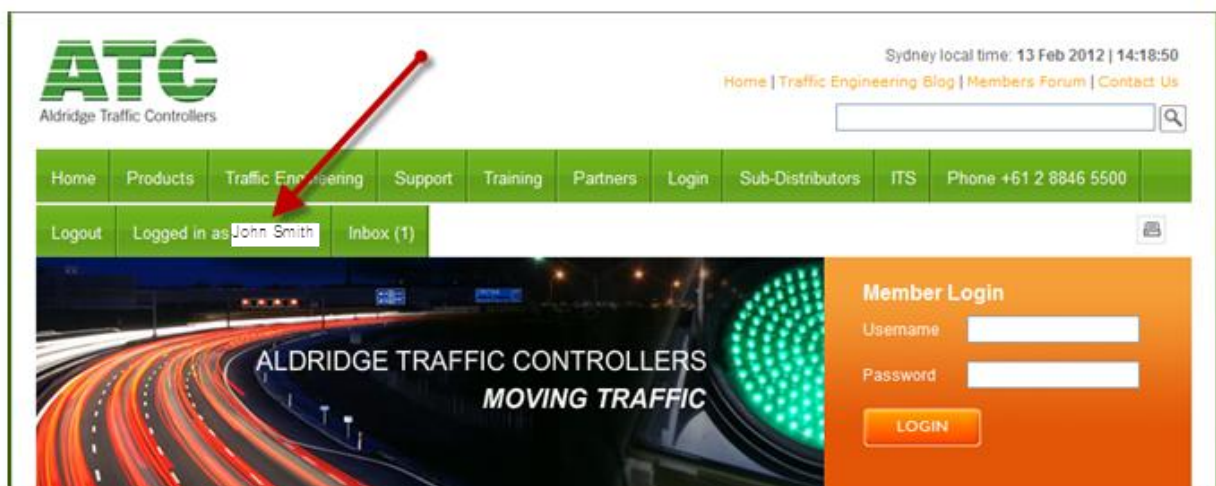 ATC
Aldridge Traffic Controllers
Sydney local time: 13 Feb 2012 | 14:18:50
Home | Traffic Engineering Blog | Members Forum | Contact Us
Home Products Traffic Engineering Support Training Partners Login Sub-Distributors ITS Phone +61 2 8846 5500
Logout Logged in as John Smith Inbox (1)
ALDRIDGE TRAFFIC CONTROLLERS
MOVING TRAFFIC
Member Login
Username
Password
LOGIN